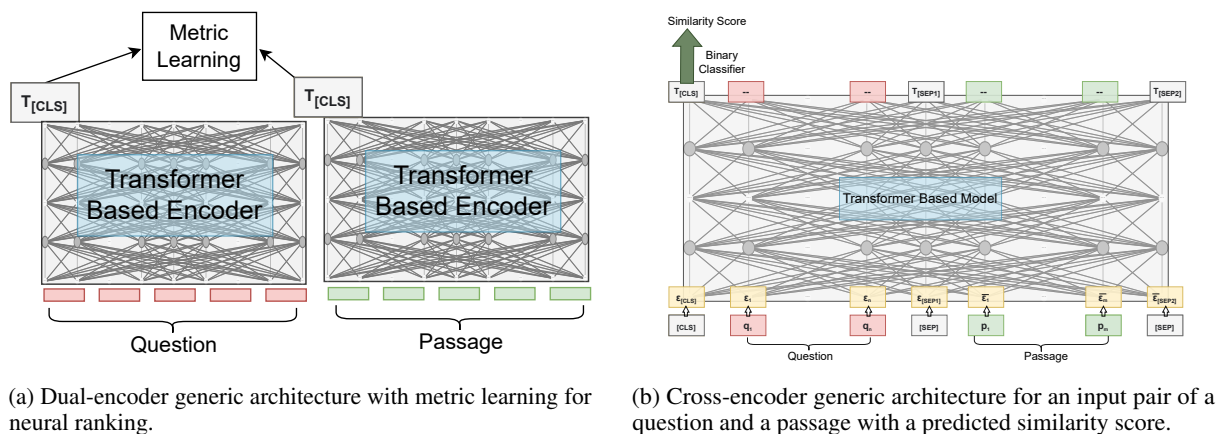 Metric
Learning
T[CLS]
T[CLS]
Transformer
Based Encoder
Transformer
Based Encoder
Question
Passage
(a) Dual-encoder generic architecture with metric learning for
neural ranking.
Similarity Score
Binary
Classifier
T[CLS] -- -- T[SEP1] -- -- T[SEP2]
Transformer Based Model
ε[CLS] ε1 εn ε[SEP1] ε̅1 ε̅m ε̅[SEP2]
[CLS] q1 qn [SEP] p1 pm [SEP]
Question Passage
(b) Cross-encoder generic architecture for an input pair of a
question and a passage with a predicted similarity score.